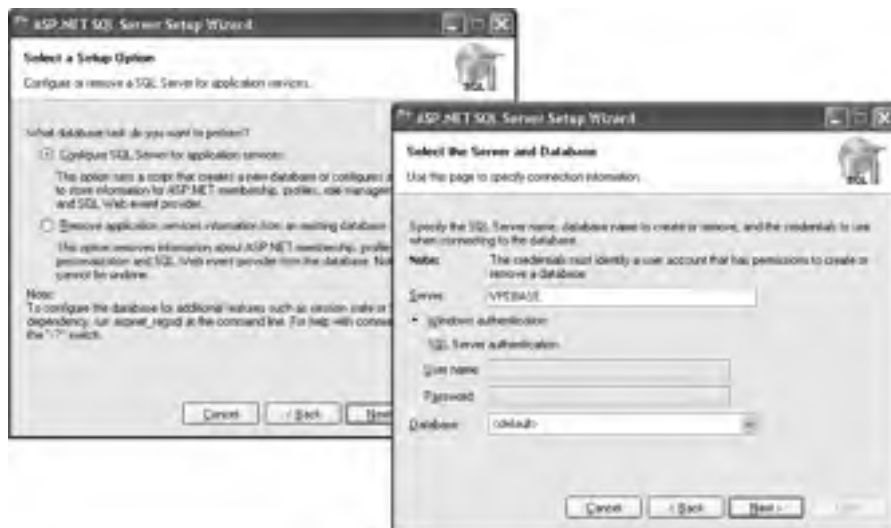 ASP.NET SQL Server Setup Wizard
Select a Setup Option
Configure or remove a SQL Server for application services.
SQL
What database task do you want to perform?
Configure SQL Server for application services
This option runs a script that creates a new database or configures a
to store information for ASP.NET membership, profiles, role managem
and SQL Web event provider.
Remove application services information from an existing database
This option removes information about ASP.NET membership, profile
personalization and SQL Web event provider from the database. Not
cannot be undone.
Note:
To configure the database for additional features such as session state or
dependency, run aspnet_regsql at the command line. For help with comma
the "-?" switch.
Cancel
< Back
Next
ASP.NET SQL Server Setup Wizard
Select the Server and Database
Use this page to specify connection information.
SQL
Specify the SQL Server name, database name to create or remove, and the credentials to use
when connecting to the database.
Note: The credentials must identify a user account that has permissions to create or
remove a database.
Server:
Windows authentication
SQL Server authentication
User name:
Password:
Database: <default>
Cancel
< Back
Next >